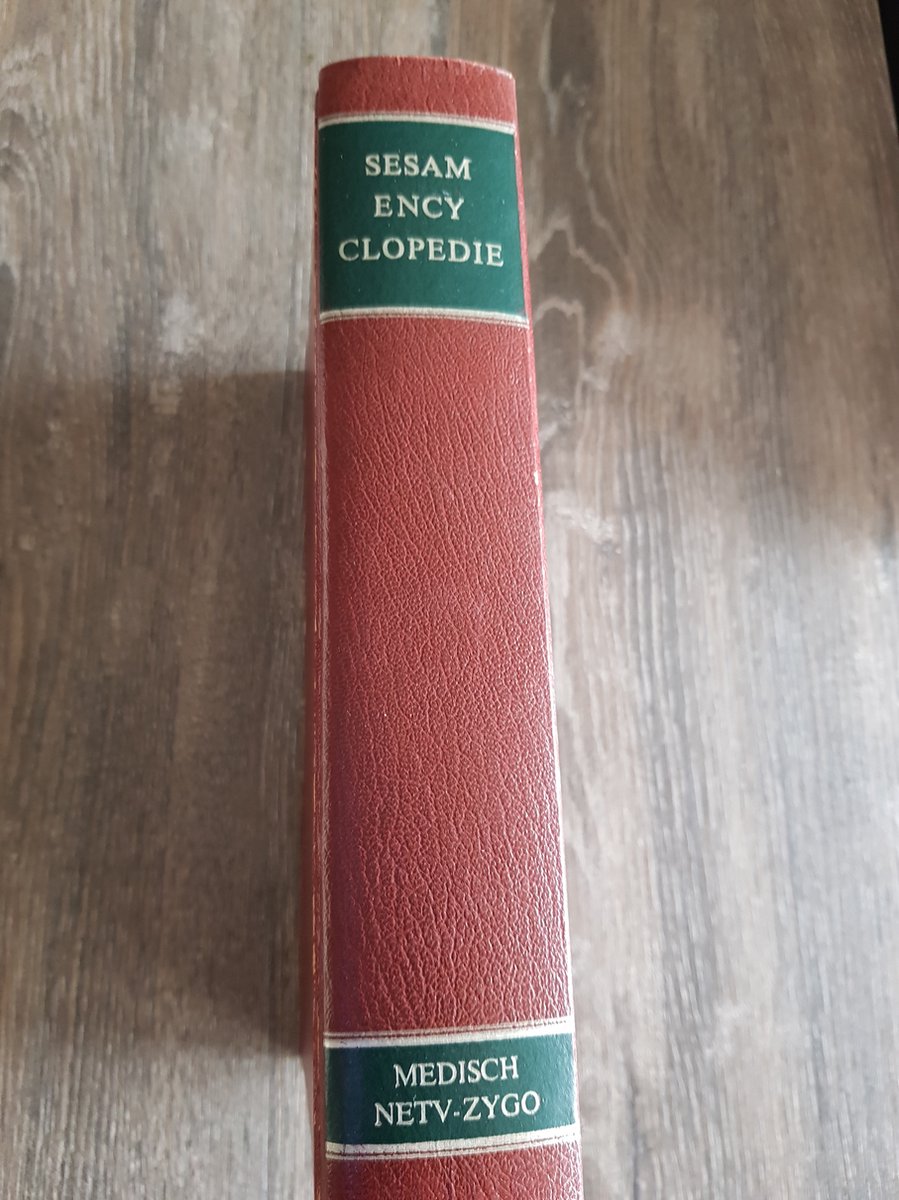 SESAM
ENCY
CLOPEDIE
MEDISCH
NETV-ZYGO